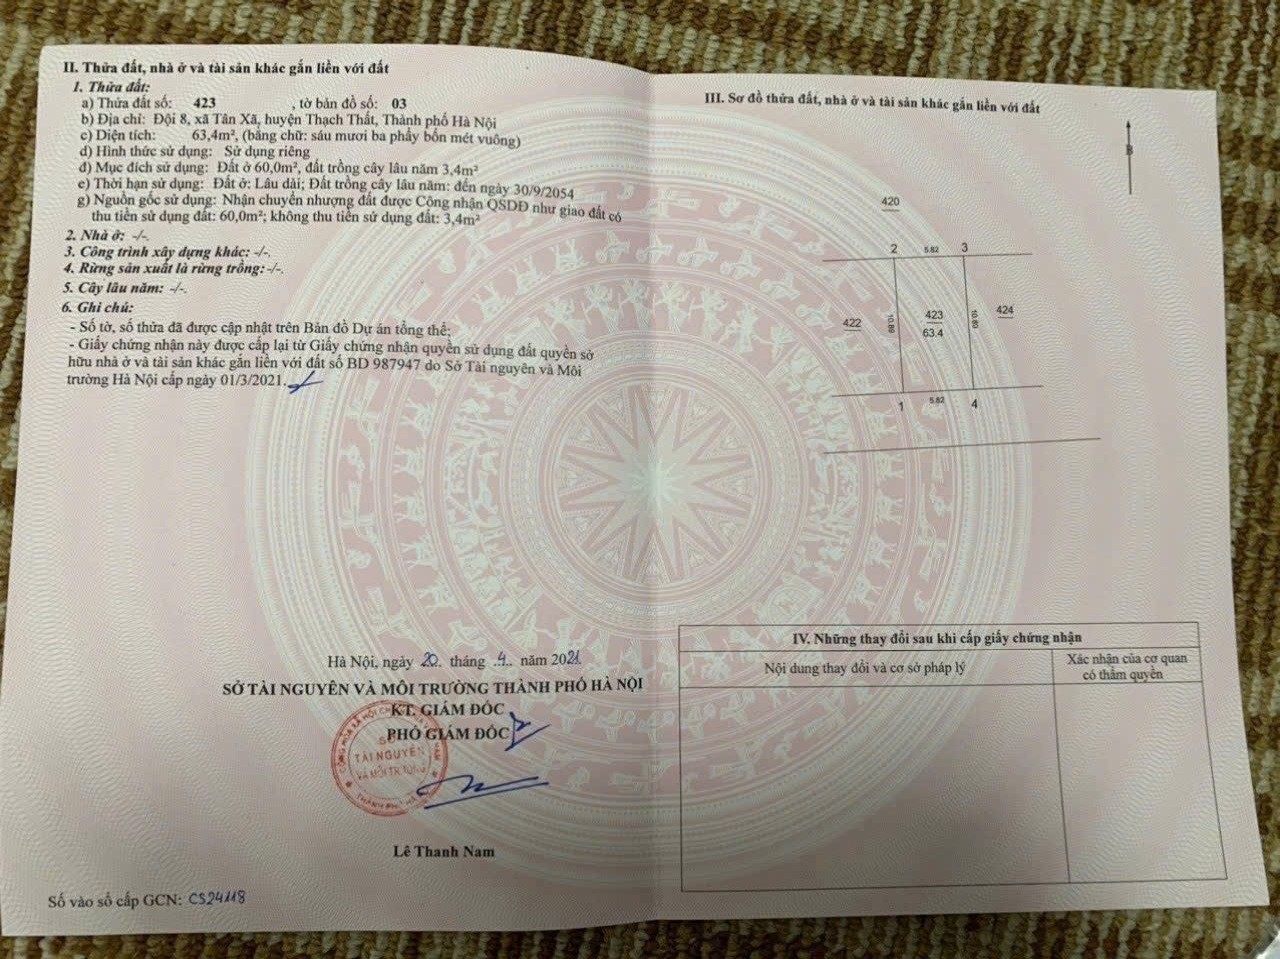 II. Thửa đất, nhà ở và tài sản khác gắn liền với đất
1. Thửa đất:
a) Thửa đất số: 423 , tờ bản đồ số: 03
b) Địa chỉ: Đội 8, xã Tân Xã, huyện Thạch Thất, Thành phố Hà Nội
c) Diện tích: 63,4m², (bằng chữ: sáu mươi ba phẩy bốn mét vuông)
d) Hình thức sử dụng: Sử dụng riêng
đ) Mục đích sử dụng: Đất ở 60,0m², đất trồng cây lâu năm 3,4m²
e) Thời hạn sử dụng: Đất ở: Lâu dài; Đất trồng cây lâu năm: đến ngày 30/9/2054
g) Nguồn gốc sử dụng: Nhận chuyển nhượng đất được Công nhận QSDĐ như giao đất có
thu tiền sử dụng đất: 60,0m²; không thu tiền sử dụng đất: 3,4m²
2. Nhà ở: -/-.
3. Công trình xây dựng khác: -/-.
4. Rừng sản xuất là rừng trồng: -/-.
5. Cây lâu năm: -/-.
6. Ghi chú:
- Số tờ, số thửa đã được cập nhật trên Bản đồ Dự án tổng thể;
- Giấy chứng nhận này được cấp lại từ Giấy chứng nhận quyền sử dụng đất quyền sở
hữu nhà ở và tài sản khác gắn liền với đất số BD 987947 do Sở Tài nguyên và Môi
trường Hà Nội cấp ngày 01/3/2021.
Hà Nội, ngày 20. tháng .4.. năm 2021.
SỞ TÀI NGUYÊN VÀ MÔI TRƯỜNG THÀNH PHỐ HÀ NỘI
KT. GIÁM ĐỐC
PHÓ GIÁM ĐỐC
SỞ
TÀI NGUYÊN
VÀ MÔI TRƯỜNG
Lê Thanh Nam
Số vào sổ cấp GCN: CS24118
III. Sơ đồ thửa đất, nhà ở và tài sản khác gắn liền với đất
B
420
2 5.82 3
422 10.89 423 10.89 424
63.4
1 5.82 4
IV. Những thay đổi sau khi cấp giấy chứng nhận
Nội dung thay đổi và cơ sở pháp lý
Xác nhận của cơ quan
có thẩm quyền